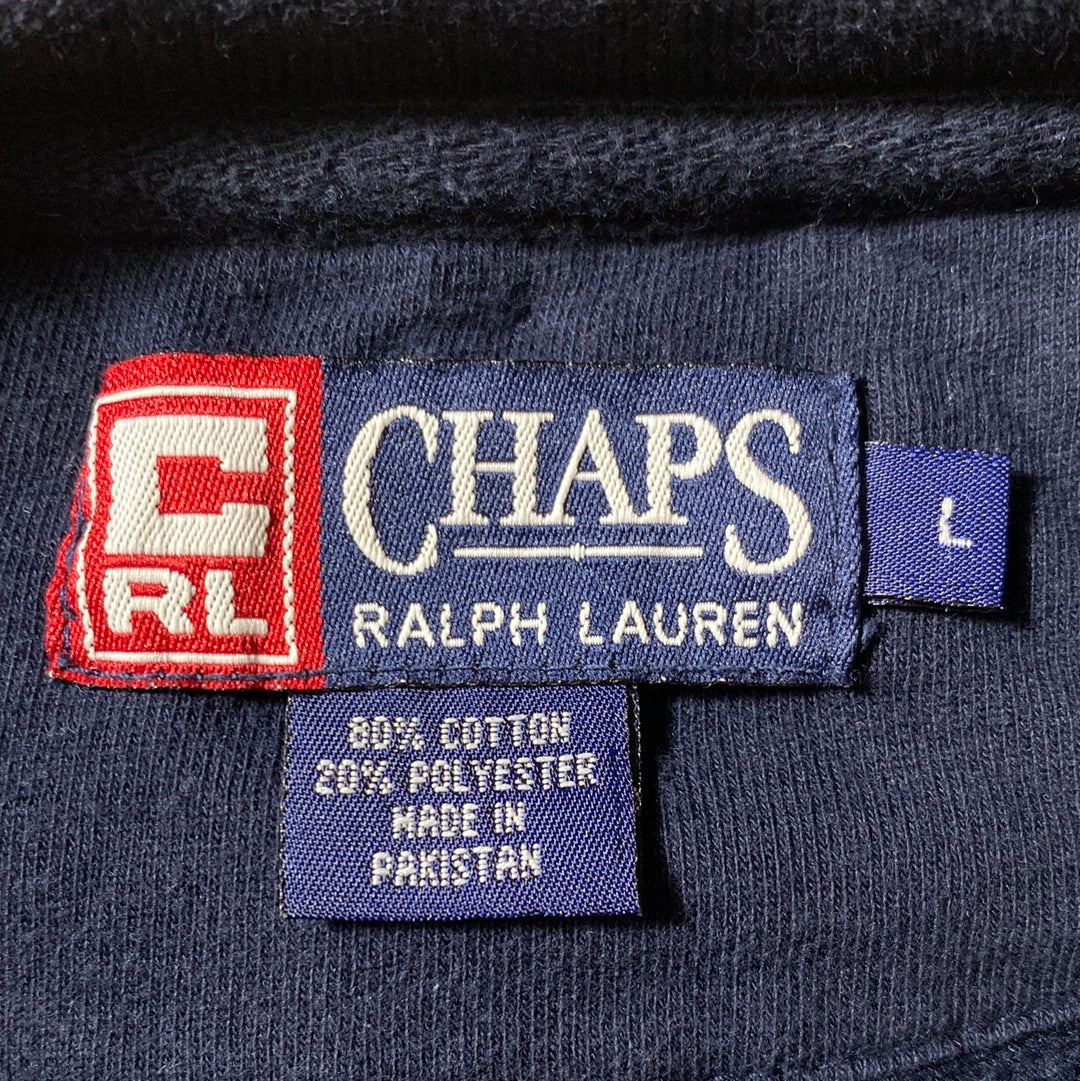 C
RL
CHAPS
RALPH LAUREN
L
80% COTTON
20% POLYESTER
MADE IN
PAKISTAN